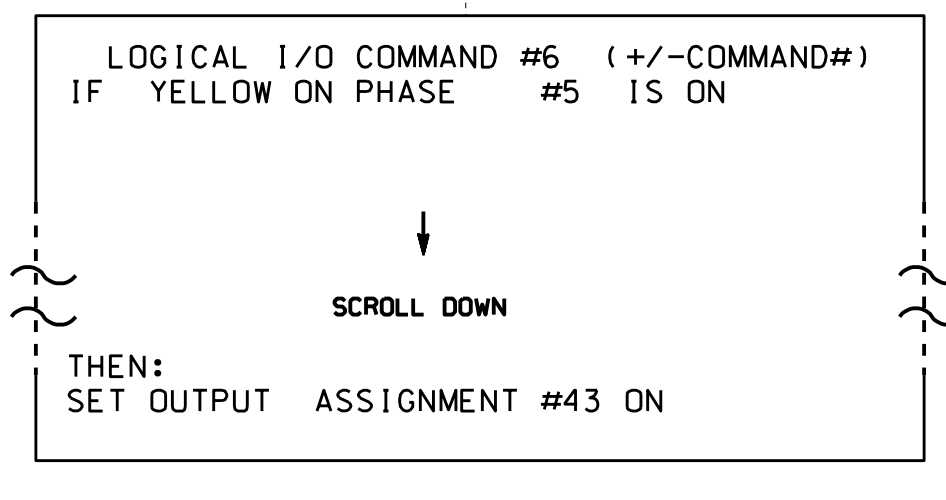 LOGICAL I/O COMMAND #6 (+/-COMMAND#)
IF YELLOW ON PHASE #5 IS ON
SCROLL DOWN
THEN:
SET OUTPUT ASSIGNMENT #43 ON